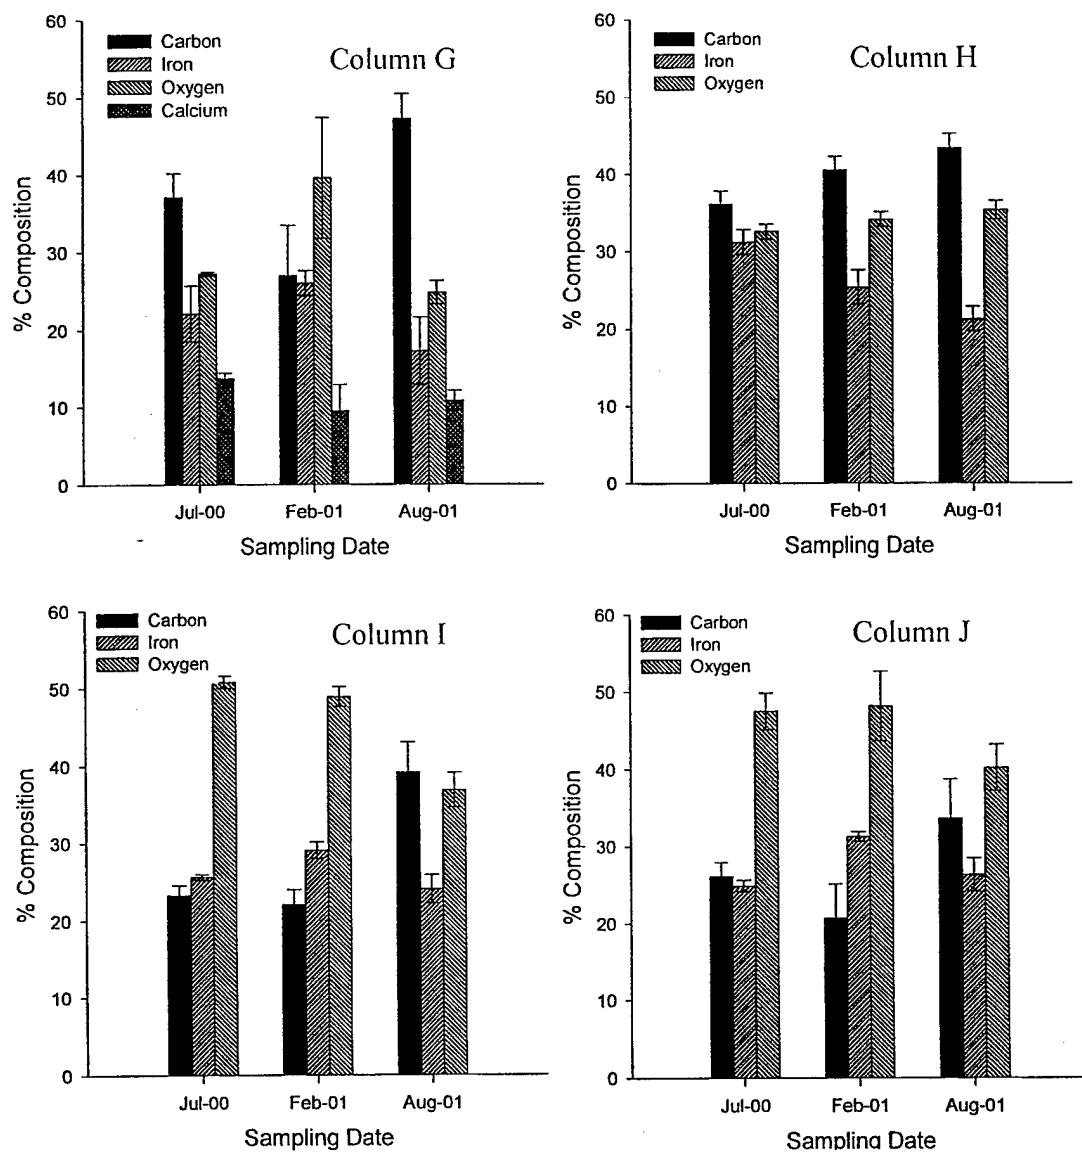 60
50
40
30
20
10
0
% Composition
Carbon
Iron
Oxygen
Calcium
Column G
Jul-00 Feb-01 Aug-01
Sampling Date
60
50
40
30
20
10
0
% Composition
Carbon
Iron
Oxygen
Column H
Jul-00 Feb-01 Aug-01
Sampling Date
60
50
40
30
20
10
0
% Composition
Carbon
Iron
Oxygen
Column I
Jul-00 Feb-01 Aug-01
Sampling Date
60
50
40
30
20
10
0
% Composition
Carbon
Iron
Oxygen
Column J
Jul-00 Feb-01 Aug-01
Sampling Date